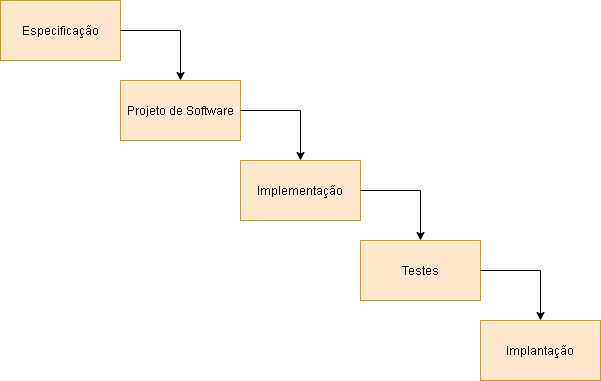 Especificação
Projeto de Software
Implementação
Testes
Implantação